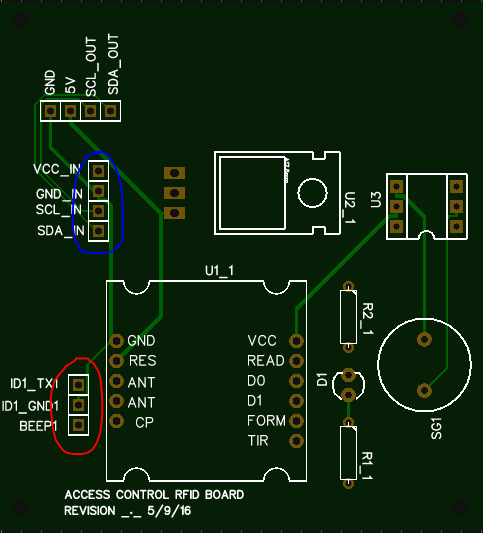 GND
5V
SCL_OUT
SDA_OUT
VCC_IN
GND_IN
SCL_IN
SDA_IN
U2_1
U3
U1_1
GND
RES
ANT
ANT
CP
VCC
READ
D0
D1
FORM
TIR
R2_1
D1
R1_1
SG1
ID1_TX1
ID1_GND1
BEEP1
ACCESS CONTROL RFID BOARD
REVISION _._ 5/9/16